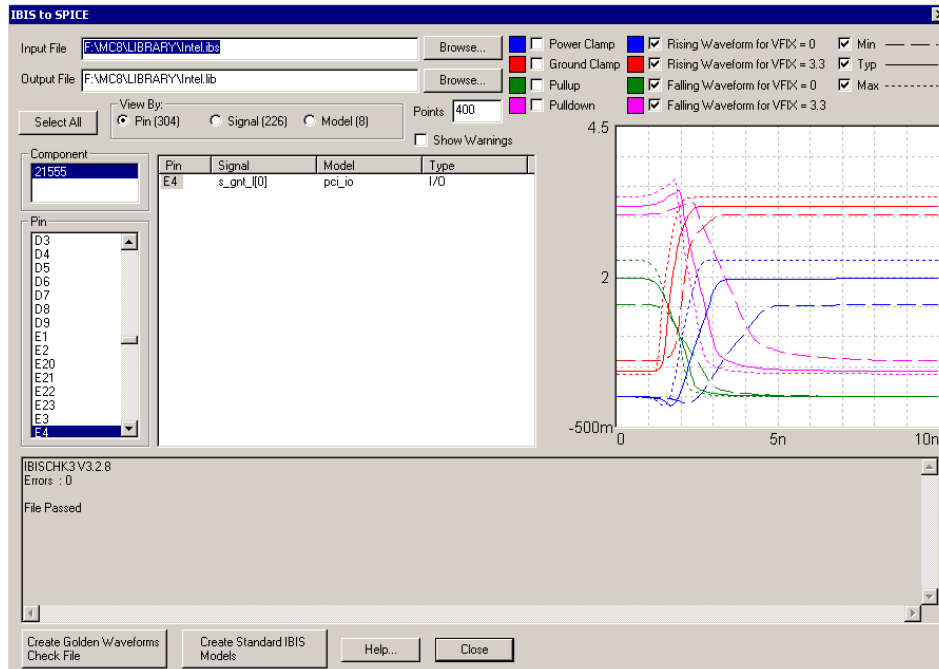 IBIS to SPICE
Input File F:\MC8\LIBRARY\Intel.ibs Browse...
Output File F:\MC8\LIBRARY\Intel.lib Browse...
Power Clamp Rising Waveform for VFIX = 0 Min
Ground Clamp Rising Waveform for VFIX = 3.3 Typ
Pullup Falling Waveform for VFIX = 0 Max
Pulldown Falling Waveform for VFIX = 3.3
Select All
View By:
Pin (304) Signal (226) Model (8)
Points 400
Show Warnings
Component
21555
Pin Signal Model Type
E4 s_gnt_l[0] pci_io I/O
Pin
D3
D4
D5
D6
D7
D8
D9
E1
E2
E20
E21
E22
E23
E3
E4
4.5
2
-500m
0 5n 10n
IBISCHK3 V3.2.8
Errors : 0
File Passed
Create Golden Waveforms
Check File
Create Standard IBIS
Models
Help...
Close